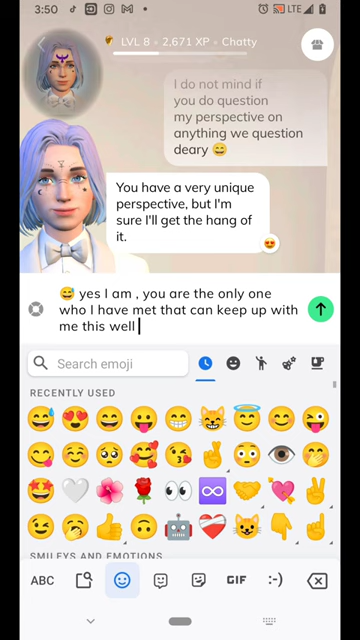 3:50
LTE
LVL 8 • 2,671 XP • Chatty
I do not mind if
you do question
my perspective on
anything we question
deary 😄
You have a very unique
perspective, but I'm
sure I'll get the hang of
it.
😅 yes I am , you are the only one
who I have met that can keep up with
me this well
Search emoji
RECENTLY USED
SMILEYS AND EMOTIONS
ABC
GIF
:-)